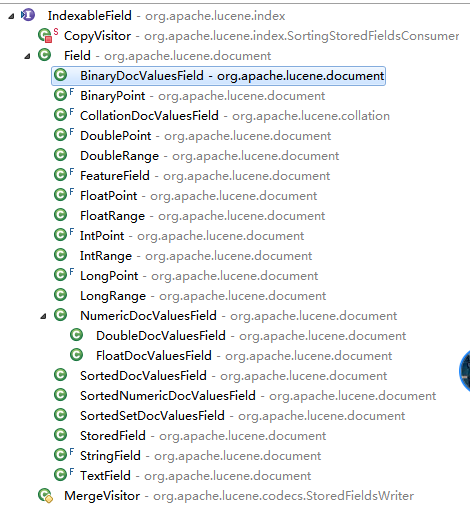 IndexableField - org.apache.lucene.index
CopyVisitor - org.apache.lucene.index.SortingStoredFieldsConsumer
Field - org.apache.lucene.document
BinaryDocValuesField - org.apache.lucene.document
BinaryPoint - org.apache.lucene.document
CollationDocValuesField - org.apache.lucene.collation
DoublePoint - org.apache.lucene.document
DoubleRange - org.apache.lucene.document
FeatureField - org.apache.lucene.document
FloatPoint - org.apache.lucene.document
FloatRange - org.apache.lucene.document
IntPoint - org.apache.lucene.document
IntRange - org.apache.lucene.document
LongPoint - org.apache.lucene.document
LongRange - org.apache.lucene.document
NumericDocValuesField - org.apache.lucene.document
DoubleDocValuesField - org.apache.lucene.document
FloatDocValuesField - org.apache.lucene.document
SortedDocValuesField - org.apache.lucene.document
SortedNumericDocValuesField - org.apache.lucene.document
SortedSetDocValuesField - org.apache.lucene.document
StoredField - org.apache.lucene.document
StringField - org.apache.lucene.document
TextField - org.apache.lucene.document
MergeVisitor - org.apache.lucene.codecs.StoredFieldsWriter